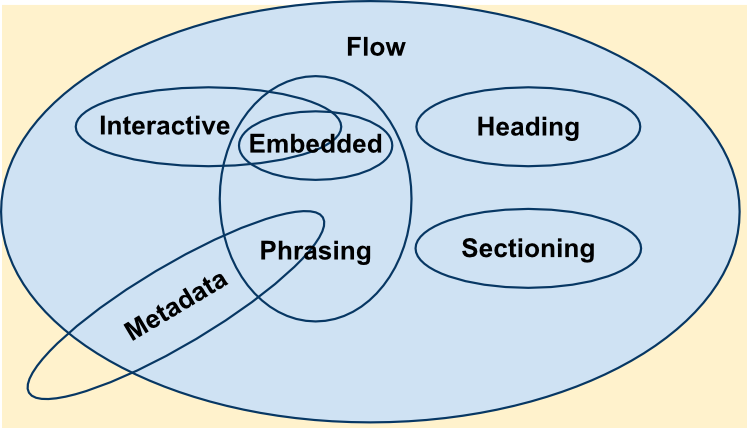 Flow
Interactive
Embedded
Heading
Phrasing
Sectioning
Metadata